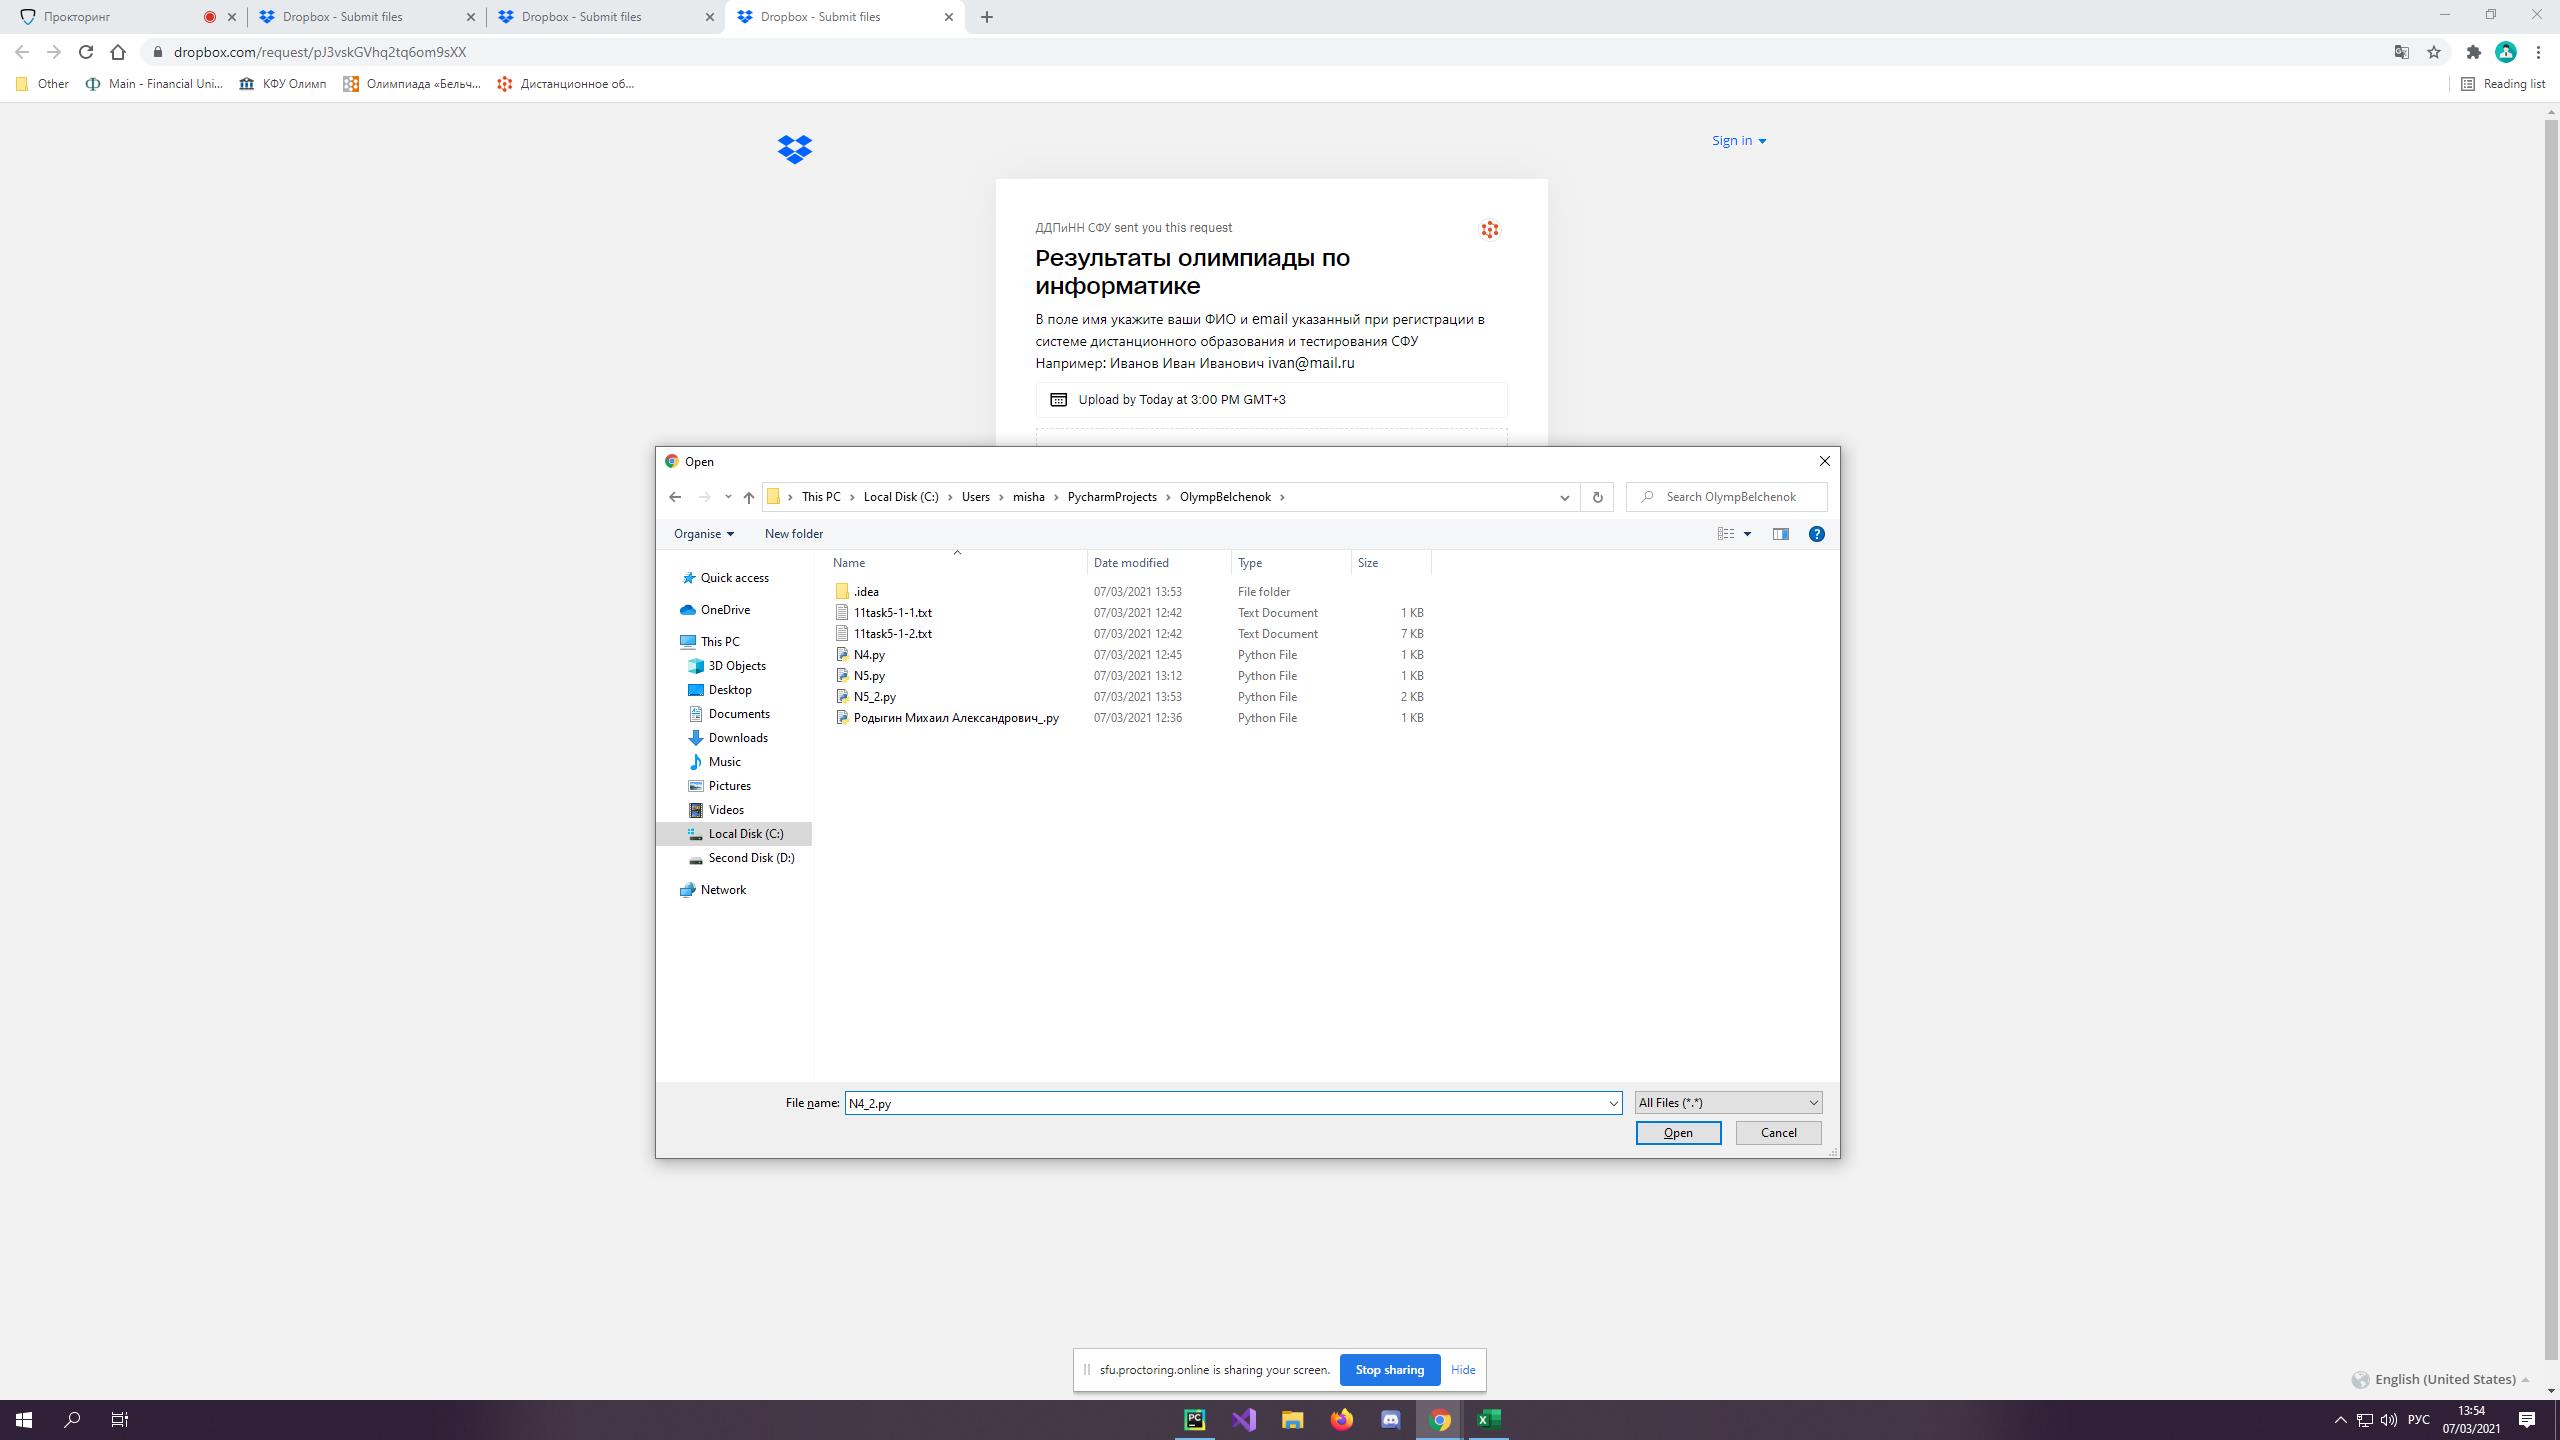 Прокторинг
Dropbox - Submit files
Dropbox - Submit files
Dropbox - Submit files
dropbox.com/request/pJ3vskGVhq2tq6om9sXX
Other
Main - Financial Uni...
КФУ Олимп
Олимпиада «Бельч...
Дистанционное об...
Reading list
Sign in
ДДПиНН СФУ sent you this request
Результаты олимпиады по
информатике
В поле имя укажите ваши ФИО и email указанный при регистрации в
системе дистанционного образования и тестирования СФУ
Например: Иванов Иван Иванович ivan@mail.ru
Upload by Today at 3:00 PM GMT+3
Open
This PC
Local Disk (C:)
Users
misha
PycharmProjects
OlympBelchenok
Search OlympBelchenok
Organise
New folder
Name Date modified Type Size
Quick access
OneDrive
This PC
3D Objects
Desktop
Documents
Downloads
Music
Pictures
Videos
Local Disk (C:)
Second Disk (D:)
Network
.idea 07/03/2021 13:53 File folder
11task5-1-1.txt 07/03/2021 12:42 Text Document 1 KB
11task5-1-2.txt 07/03/2021 12:42 Text Document 7 KB
N4.py 07/03/2021 12:45 Python File 1 KB
N5.py 07/03/2021 13:12 Python File 1 KB
N5_2.py 07/03/2021 13:53 Python File 2 KB
Родыгин Михаил Александрович_.py 07/03/2021 12:36 Python File 1 KB
File name: N4_2.py
All Files (*.*)
Open
Cancel
sfu.proctoring.online is sharing your screen. Stop sharing Hide
English (United States)
PC
РУС
13:54
07/03/2021